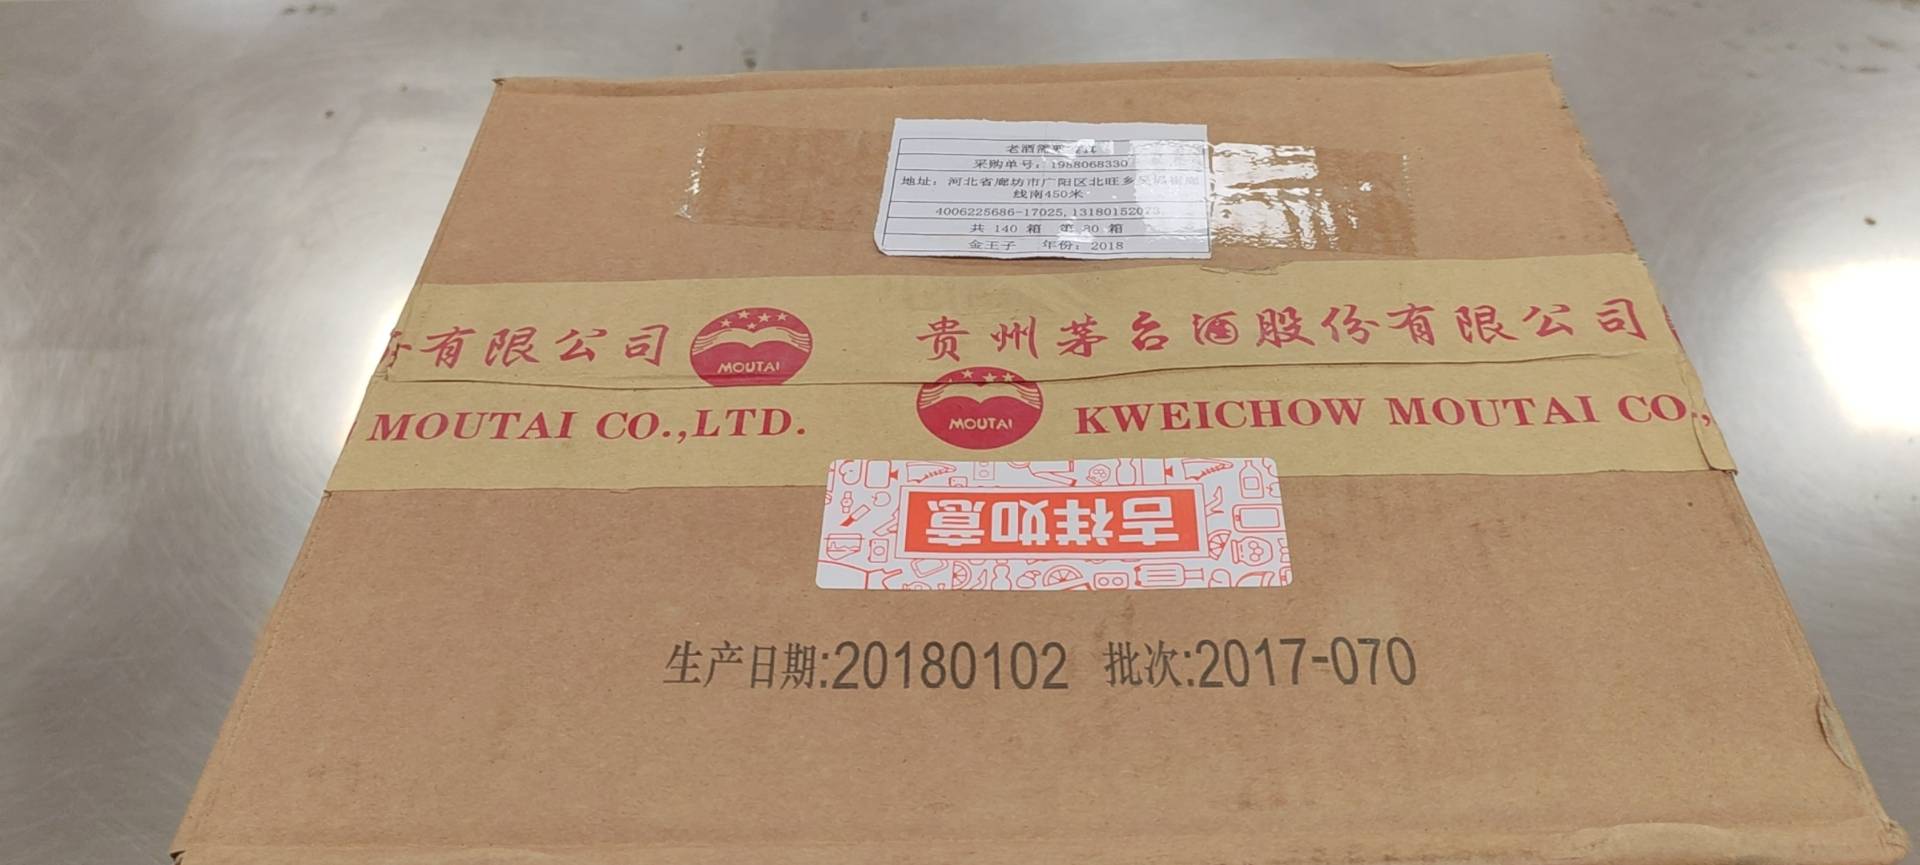 老酒
采购单号：1988068330
地址：河北省廊坊市广阳区北旺乡
线南450米
4006225686-17025,13180152073
共 140 箱 第 30 箱
金王子 年份：2018
有限公司 MOUTAI 贵州茅台酒股份有限公司
MOUTAI CO.,LTD. MOUTAI KWEICHOW MOUTAI CO.,
吉祥如意
生产日期:20180102 批次:2017-070